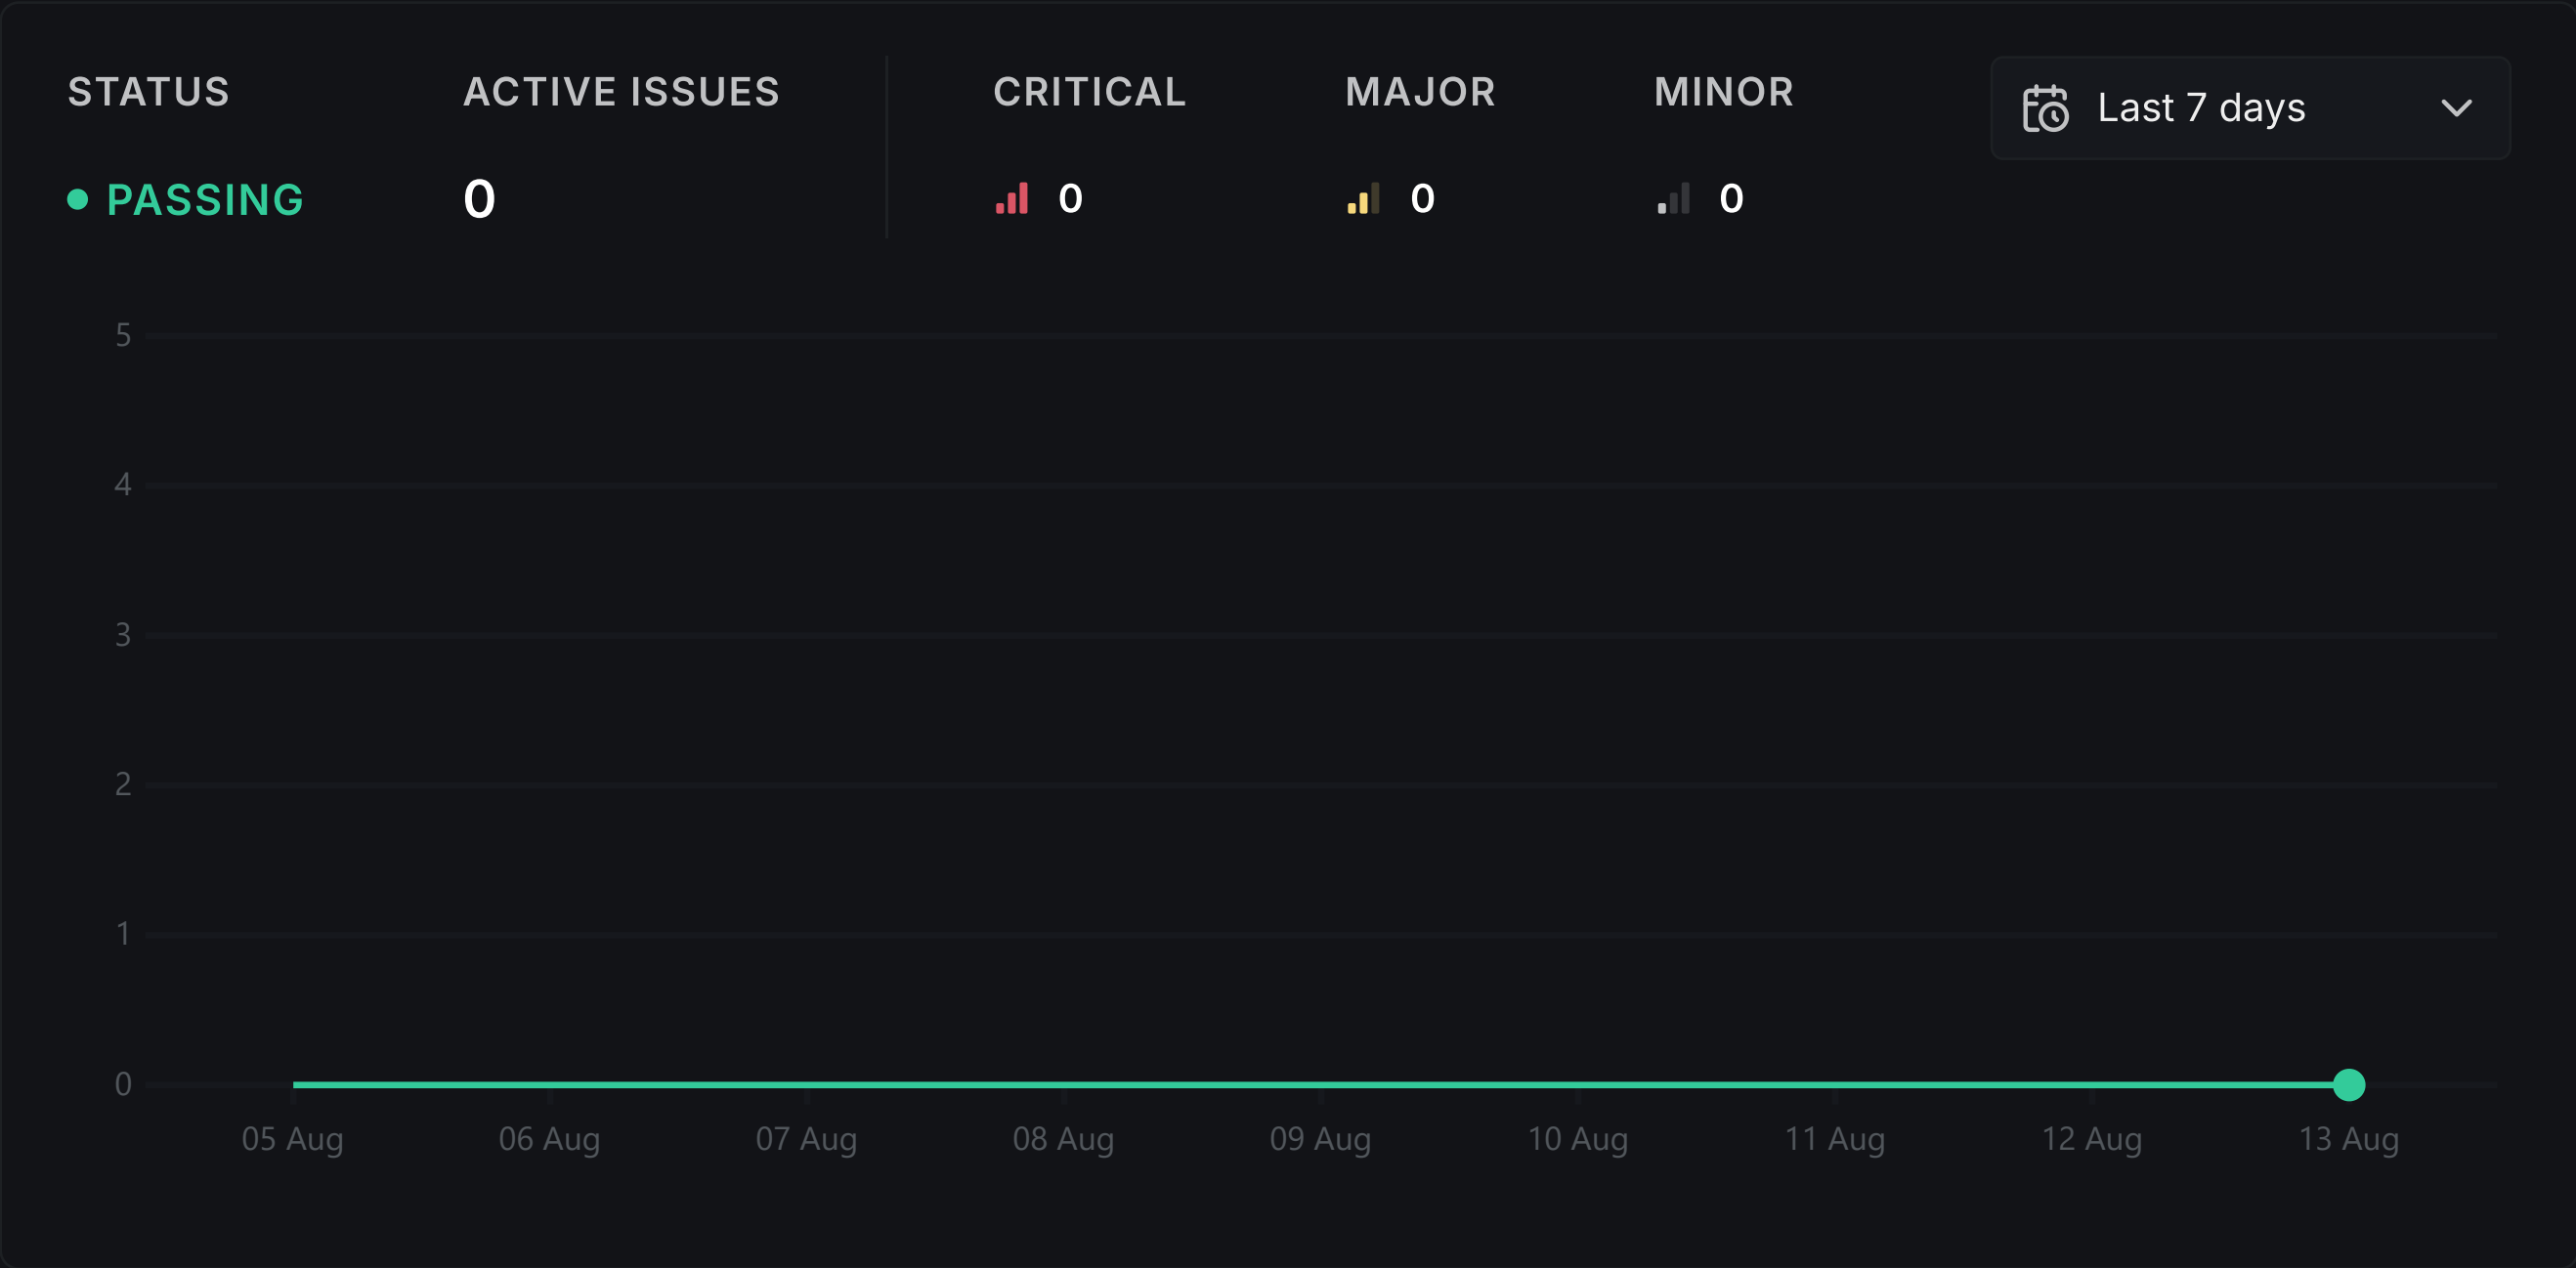 STATUS
ACTIVE ISSUES
CRITICAL
MAJOR
MINOR
Last 7 days
PASSING
0
0
0
0
5
4
3
2
1
0
05 Aug
06 Aug
07 Aug
08 Aug
09 Aug
10 Aug
11 Aug
12 Aug
13 Aug